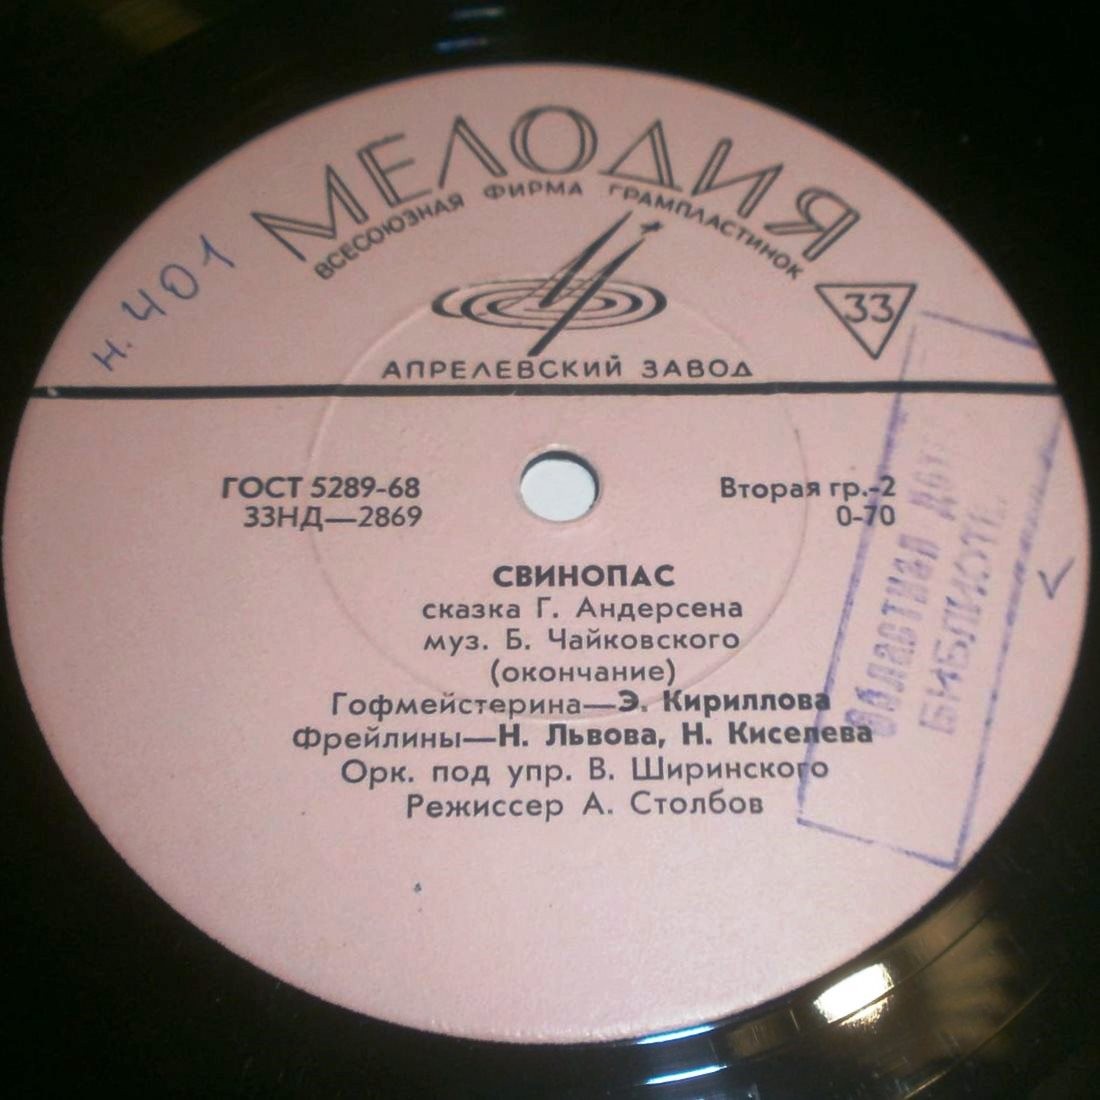 МЕЛОДИЯ
ВСЕСОЮЗНАЯ ФИРМА ГРАМПЛАСТИНОК
33
н. 401
АПРЕЛЕВСКИЙ ЗАВОД
ГОСТ 5289-68
33НД—2869
Вторая гр.-2
0-70
СВИНОПАС
сказка Г. Андерсена
муз. Б. Чайковского
(окончание)
Гофмейстерина—Э. Кириллова
Фрейлины—Н. Львова, Н. Киселева
Орк. под упр. В. Ширинского
Режиссер А. Столбов
Областная